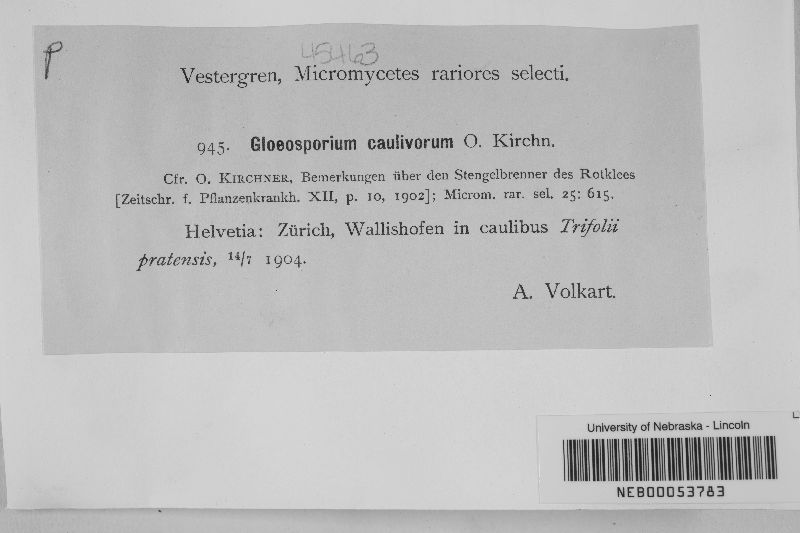 P
45463
Vestergren, Micromycetes rariores selecti.
945. Gloeosporium caulivorum O. Kirchn.
Cfr. O. KIRCHNER, Bemerkungen über den Stengelbrenner des Rotklees
[Zeitschr. f. Pflanzenkrankh. XII, p. 10, 1902]; Microm. rar. sel. 25: 615.
Helvetia: Zürich, Wallishofen in caulibus Trifolii
pratensis, 14/7 1904.
A. Volkart.
University of Nebraska - Lincoln
NEB00053783